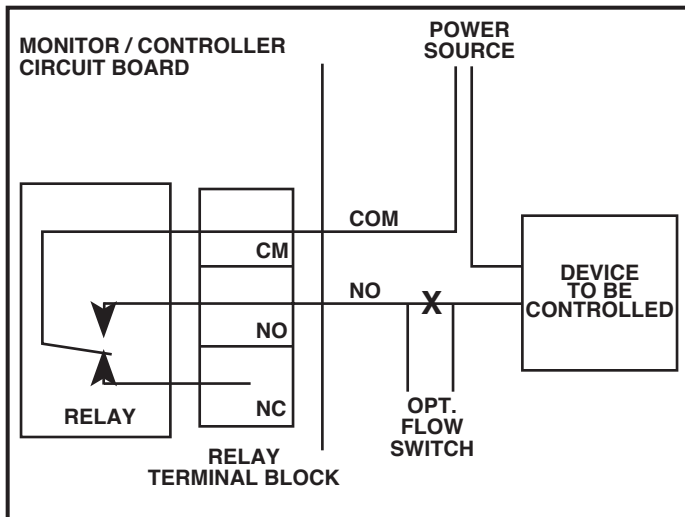 MONITOR / CONTROLLER
CIRCUIT BOARD
POWER
SOURCE
COM
CM
NO
NO
X
NC
RELAY
RELAY
TERMINAL BLOCK
OPT.
FLOW
SWITCH
DEVICE
TO BE
CONTROLLED